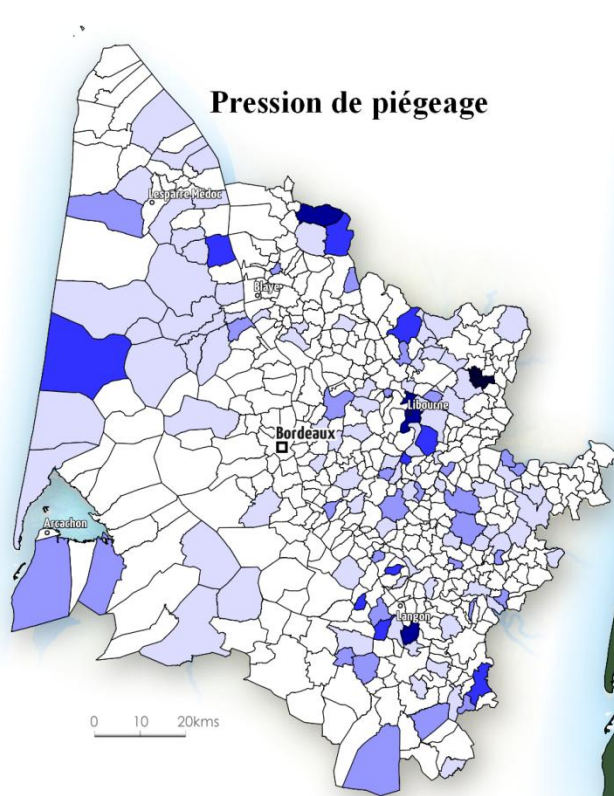 Pression de piégeage
Lesparre Médoc
Blaye
Libourne
Bordeaux
Arcachon
Langon
0 10 20kms